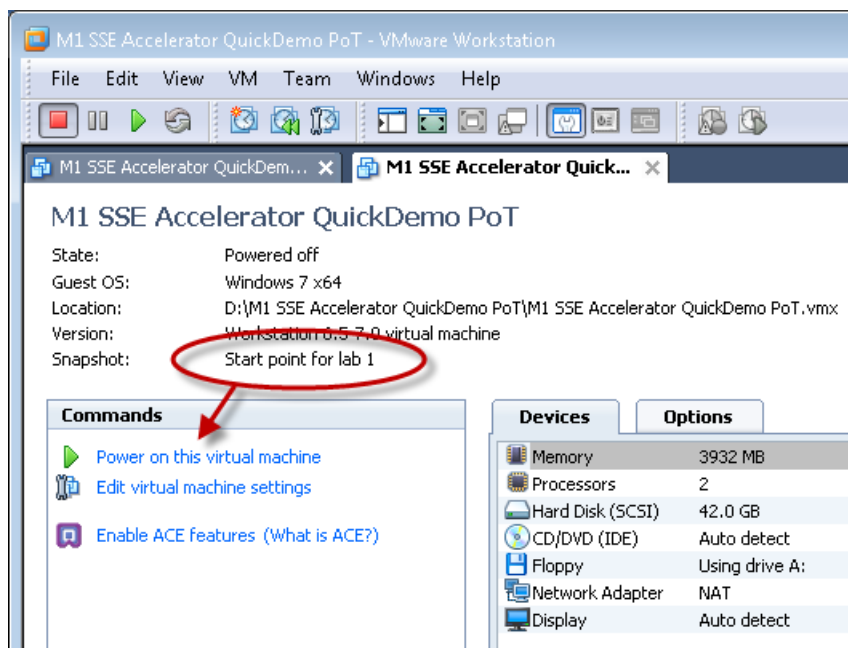 M1 SSE Accelerator QuickDemo PoT - VMware Workstation
File Edit View VM Team Windows Help
M1 SSE Accelerator QuickDem... M1 SSE Accelerator Quick...
M1 SSE Accelerator QuickDemo PoT
State: Powered off
Guest OS: Windows 7 x64
Location: D:\M1 SSE Accelerator QuickDemo PoT\M1 SSE Accelerator QuickDemo PoT.vmx
Version: Workstation 6.5-7.0 virtual machine
Snapshot: Start point for lab 1
Commands
Power on this virtual machine
Edit virtual machine settings
Enable ACE features (What is ACE?)
Devices Options
Memory 3932 MB
Processors 2
Hard Disk (SCSI) 42.0 GB
CD/DVD (IDE) Auto detect
Floppy Using drive A:
Network Adapter NAT
Display Auto detect